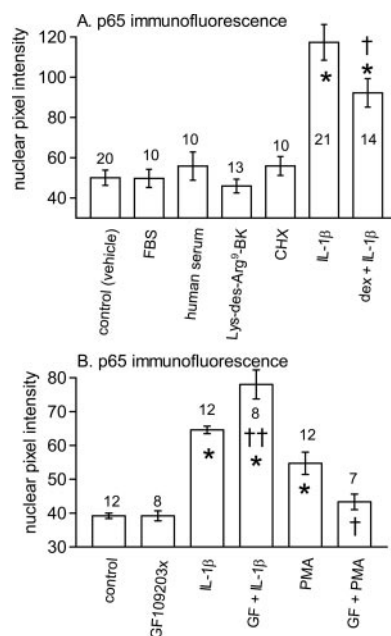 A. p65 immunofluorescence
nuclear pixel intensity
120
100
80
60
40
20
10
10
13
10
21
14
*
†
*
control (vehicle)
FBS
human serum
Lys-des-Arg⁹-BK
CHX
IL-1β
dex + IL-1β
B. p65 immunofluorescence
nuclear pixel intensity
80
70
60
50
40
30
12
8
12
8
12
7
*
††
*
*
†
control
GF109203x
IL-1β
GF + IL-1β
PMA
GF + PMA